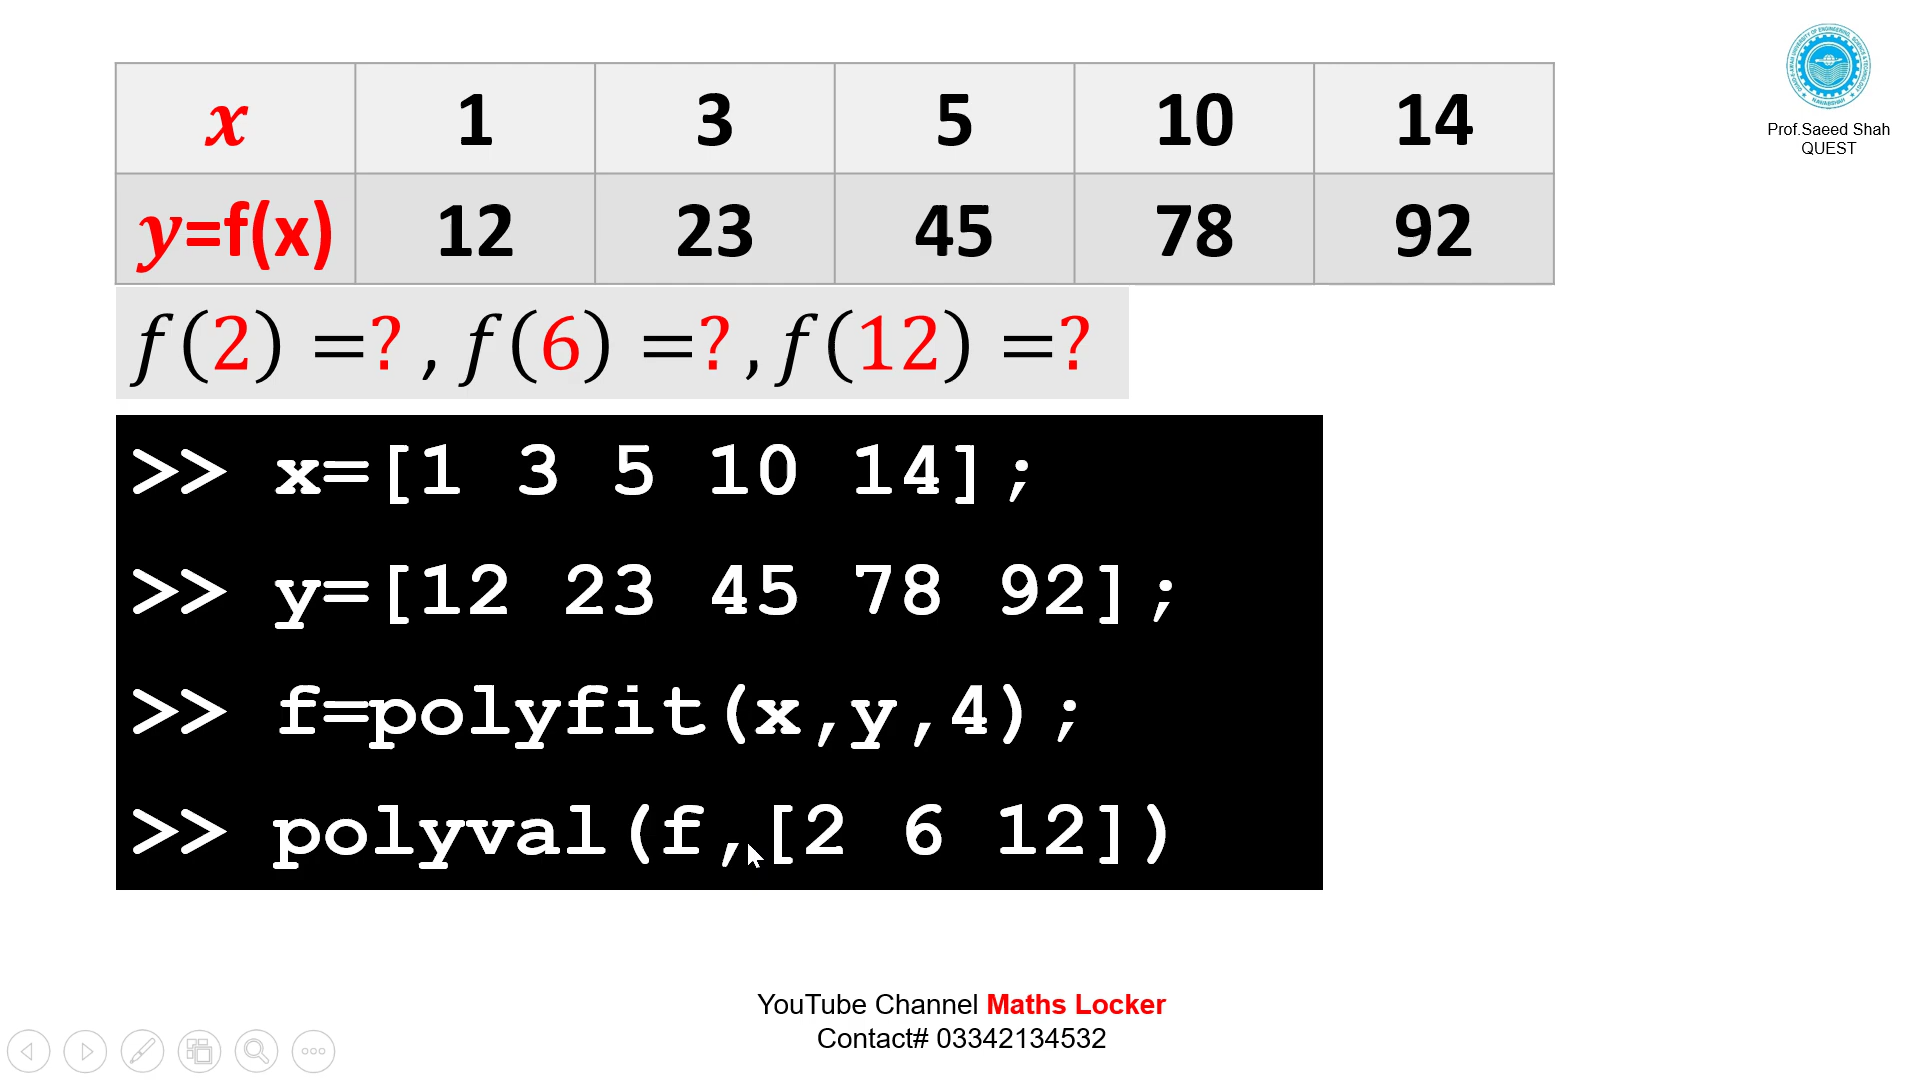 x 1 3 5 10 14
y=f(x) 12 23 45 78 92
f(2) =? , f(6) =? , f(12) =?
>> x=[1 3 5 10 14];
>> y=[12 23 45 78 92];
>> f=polyfit(x,y,4);
>> polyval(f,[2 6 12])
Prof.Saeed Shah
QUEST
YouTube Channel Maths Locker
Contact# 03342134532